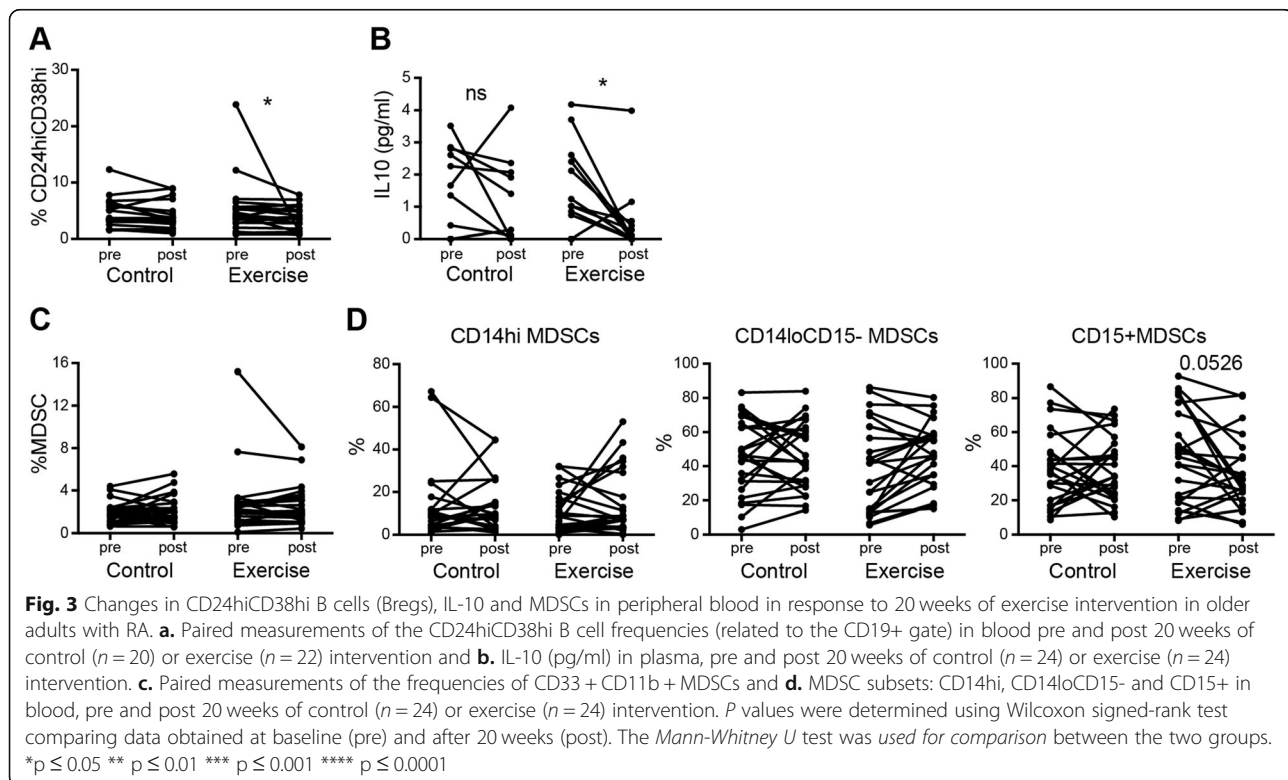 A
B
30
20
10
0
% CD24hiCD38hi
*
pre post pre post
Control Exercise
5
4
3
2
1
0
IL10 (pg/ml)
ns *
pre post pre post
Control Exercise
C
D
16
12
8
4
0
%MDSC
pre post pre post
Control Exercise
CD14hi MDSCs
80
60
40
20
0
%
pre post pre post
Control Exercise
CD14loCD15- MDSCs
100
80
60
40
20
0
%
pre post pre post
Control Exercise
CD15+MDSCs
0.0526
100
80
60
40
20
0
%
pre post pre post
Control Exercise
Fig. 3 Changes in CD24hiCD38hi B cells (Bregs), IL-10 and MDSCs in peripheral blood in response to 20 weeks of exercise intervention in older
adults with RA. a. Paired measurements of the CD24hiCD38hi B cell frequencies (related to the CD19+ gate) in blood pre and post 20 weeks of
control (n = 20) or exercise (n = 22) intervention and b. IL-10 (pg/ml) in plasma, pre and post 20 weeks of control (n = 24) or exercise (n = 24)
intervention. c. Paired measurements of the frequencies of CD33 + CD11b + MDSCs and d. MDSC subsets: CD14hi, CD14loCD15- and CD15+ in
blood, pre and post 20 weeks of control (n = 24) or exercise (n = 24) intervention. P values were determined using Wilcoxon signed-rank test
comparing data obtained at baseline (pre) and after 20 weeks (post). The Mann-Whitney U test was used for comparison between the two groups.
*p ≤ 0.05 ** p ≤ 0.01 *** p ≤ 0.001 **** p ≤ 0.0001